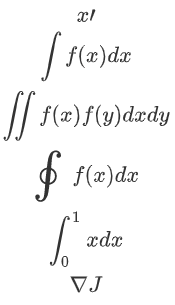 x′
∫ f(x)dx
∬ f(x)f(y)dxdy
∮ f(x)dx
∫₀¹ xdx
∇J